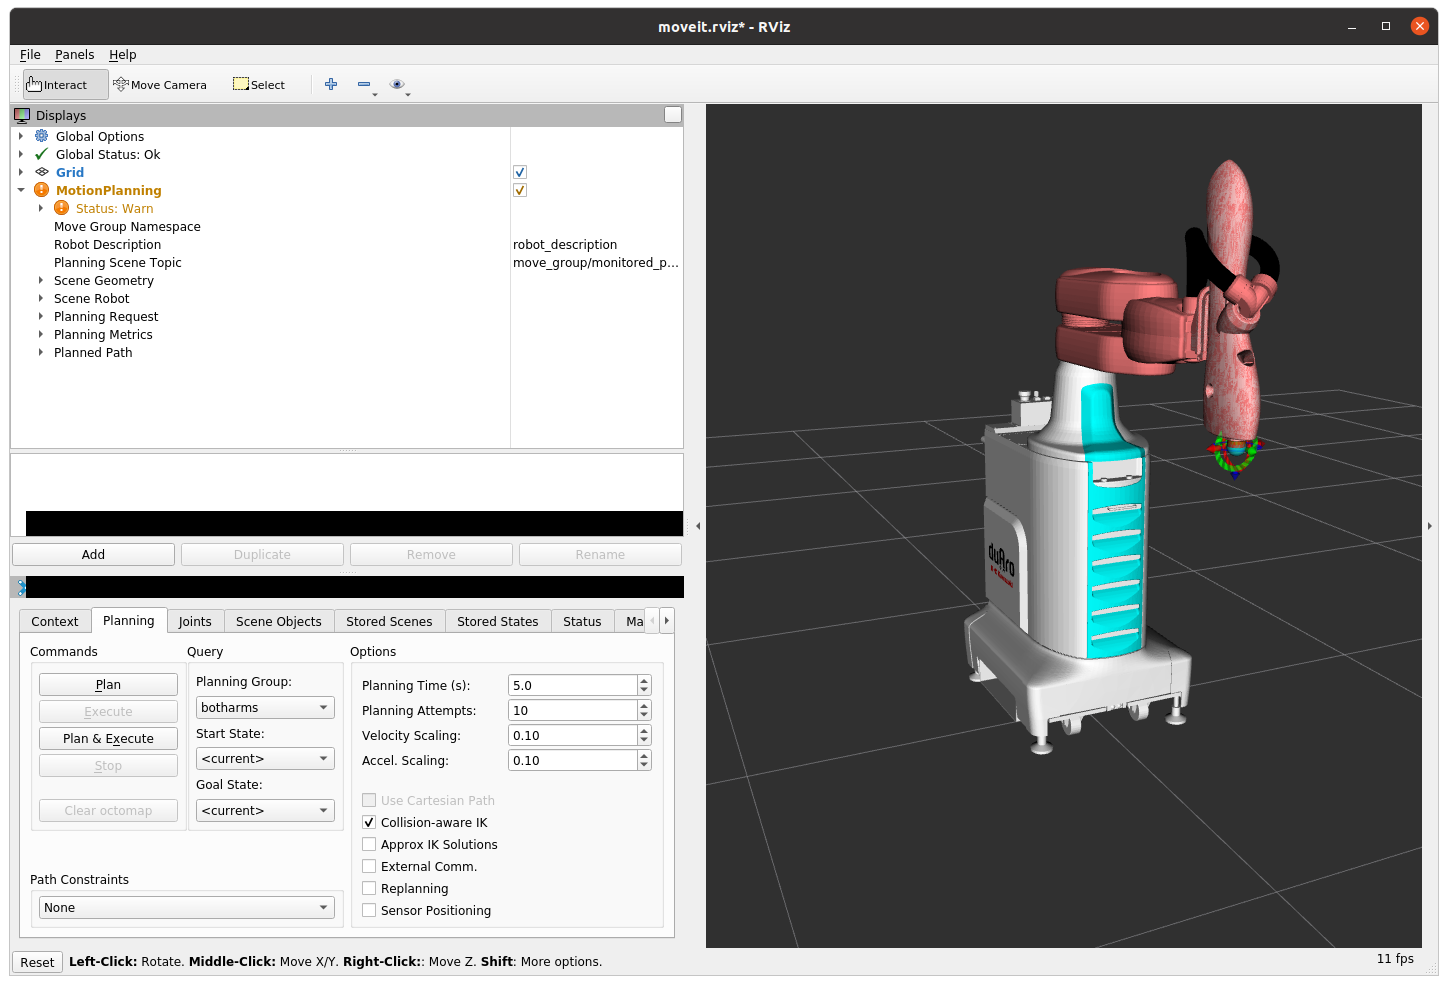 moveit.rviz* - RViz
File Panels Help
Interact Move Camera Select
Displays
Global Options
Global Status: Ok
Grid
MotionPlanning
Status: Warn
Move Group Namespace
Robot Description robot_description
Planning Scene Topic move_group/monitored_p...
Scene Geometry
Scene Robot
Planning Request
Planning Metrics
Planned Path
Add Duplicate Remove Rename
Context Planning Joints Scene Objects Stored Scenes Stored States Status Ma
Commands Query Options
Plan
Execute
Plan & Execute
Stop
Clear octomap
Planning Group:
botharms
Start State:
<current>
Goal State:
<current>
Planning Time (s): 5.0
Planning Attempts: 10
Velocity Scaling: 0.10
Accel. Scaling: 0.10
Use Cartesian Path
Collision-aware IK
Approx IK Solutions
External Comm.
Replanning
Sensor Positioning
Path Constraints
None
duAro
Reset Left-Click: Rotate. Middle-Click: Move X/Y. Right-Click:: Move Z. Shift: More options.
11 fps